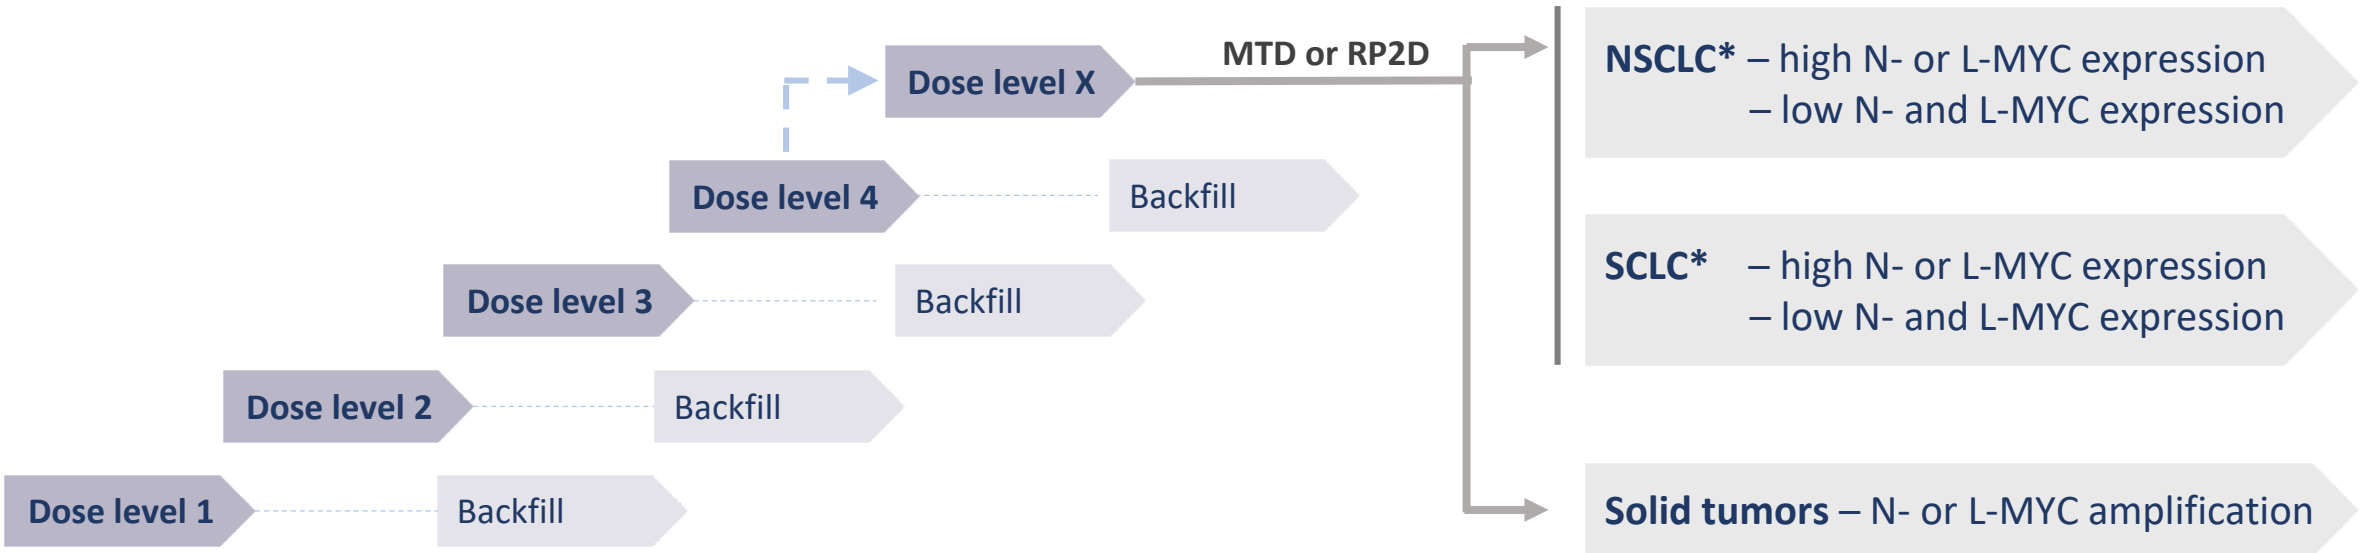 MTD or RP2D
Dose level X
Dose level 4
Backfill
Dose level 3
Backfill
Dose level 2
Backfill
Dose level 1
Backfill
NSCLC* – high N- or L-MYC expression
– low N- and L-MYC expression
SCLC* – high N- or L-MYC expression
– low N- and L-MYC expression
Solid tumors – N- or L-MYC amplification